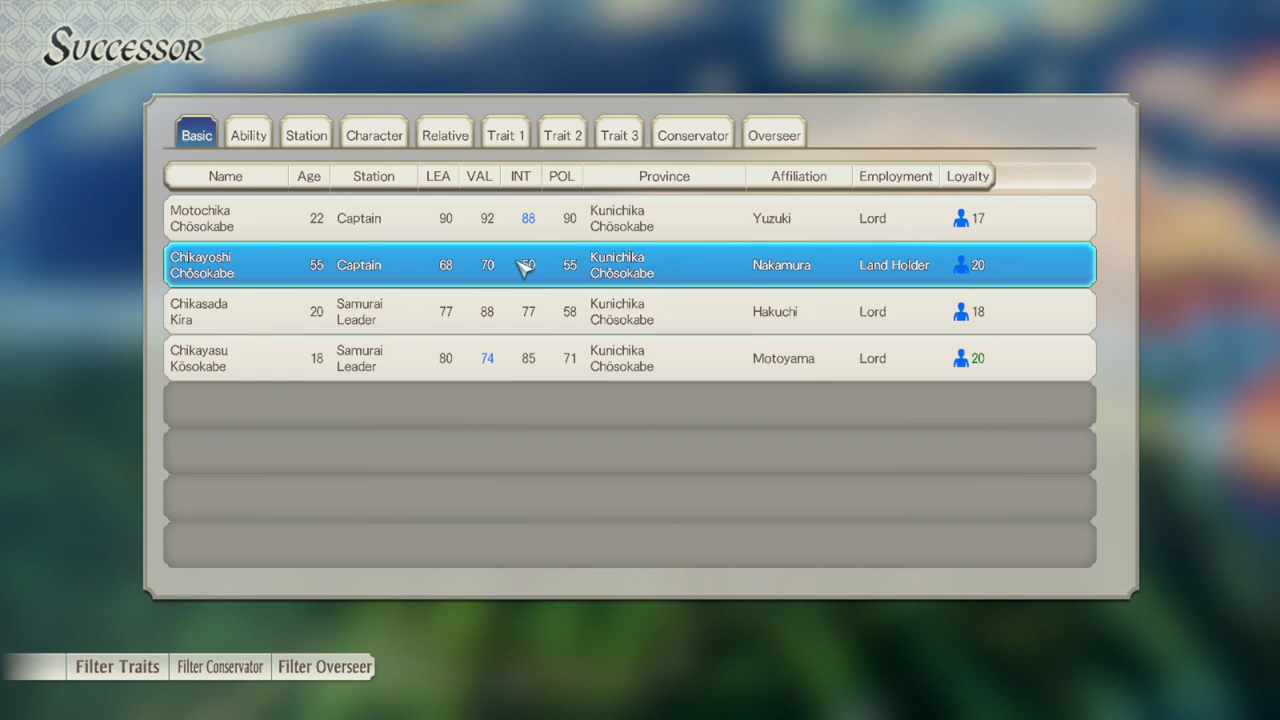 Successor
Basic Ability Station Character Relative Trait 1 Trait 2 Trait 3 Conservator Overseer
Name Age Station LEA VAL INT POL Province Affiliation Employment Loyalty
Motochika Chōsokabe 22 Captain 90 92 88 90 Kunichika Chōsokabe Yuzuki Lord 17
Chikayoshi Chōsokabe 55 Captain 68 70 55 Kunichika Chōsokabe Nakamura Land Holder 20
Chikasada Kira 20 Samurai Leader 77 88 77 58 Kunichika Chōsokabe Hakuchi Lord 18
Chikayasu Kōsokabe 18 Samurai Leader 80 74 85 71 Kunichika Chōsokabe Motoyama Lord 20
Filter Traits Filter Conservator Filter Overseer